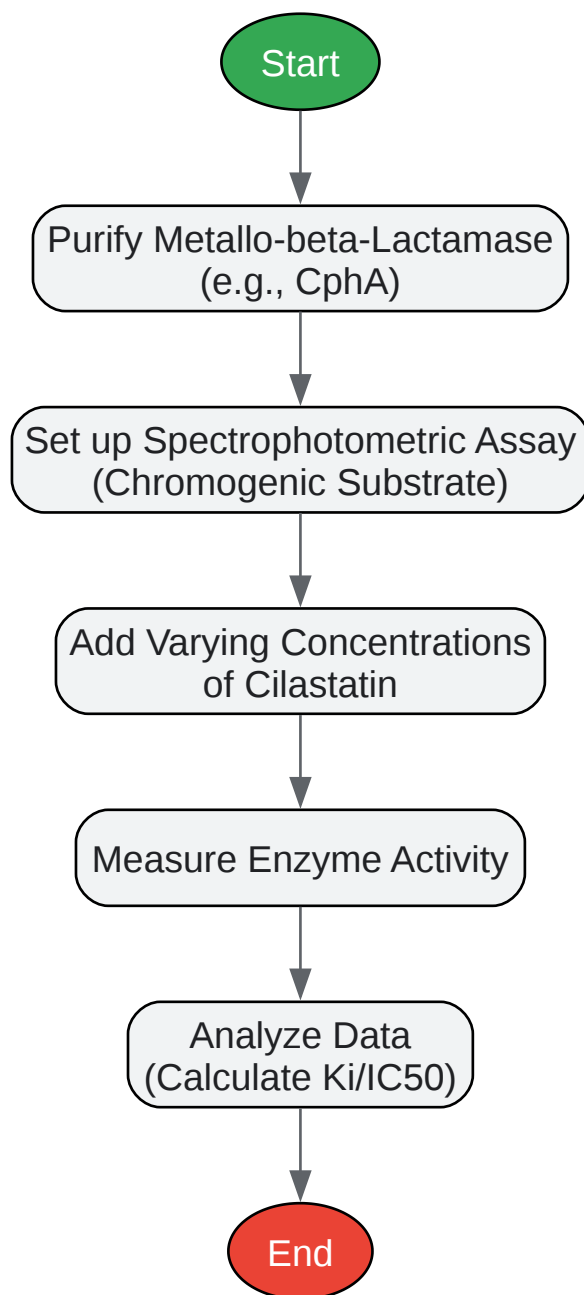 Start
Purify Metallo-beta-Lactamase
(e.g., CphA)
Set up Spectrophotometric Assay
(Chromogenic Substrate)
Add Varying Concentrations
of Cilastatin
Measure Enzyme Activity
Analyze Data
(Calculate Ki/IC50)
End